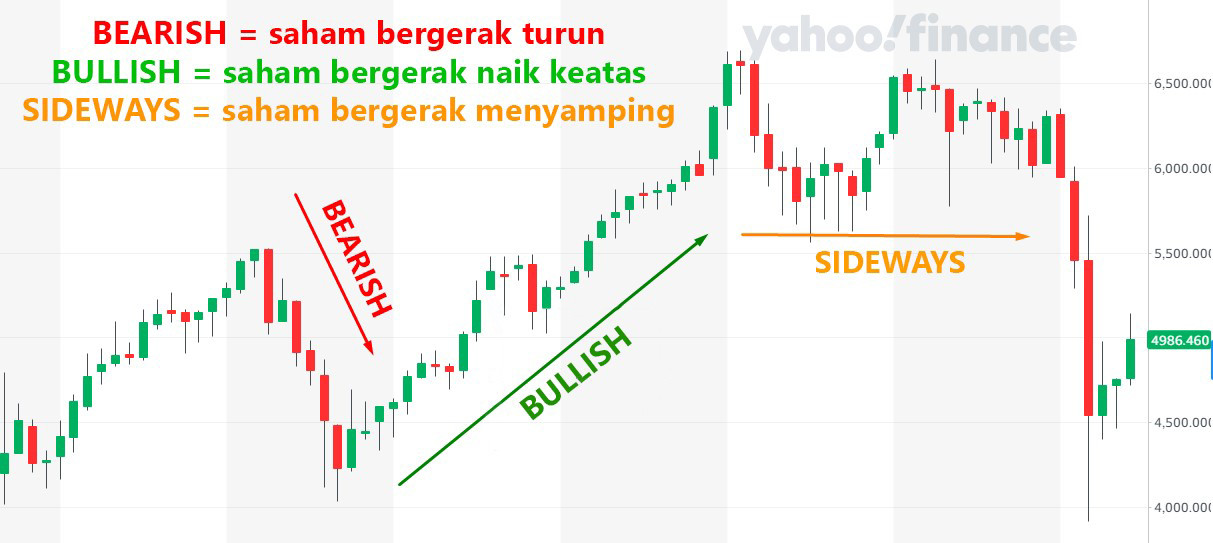 BEARISH = saham bergerak turun
BULLISH = saham bergerak naik keatas
SIDEWAYS = saham bergerak menyamping
yahoo!finance
6,500.000
6,000.000
BEARISH
SIDEWAYS
5,500.000
BULLISH
4986.460
4,500.000
4,000.000